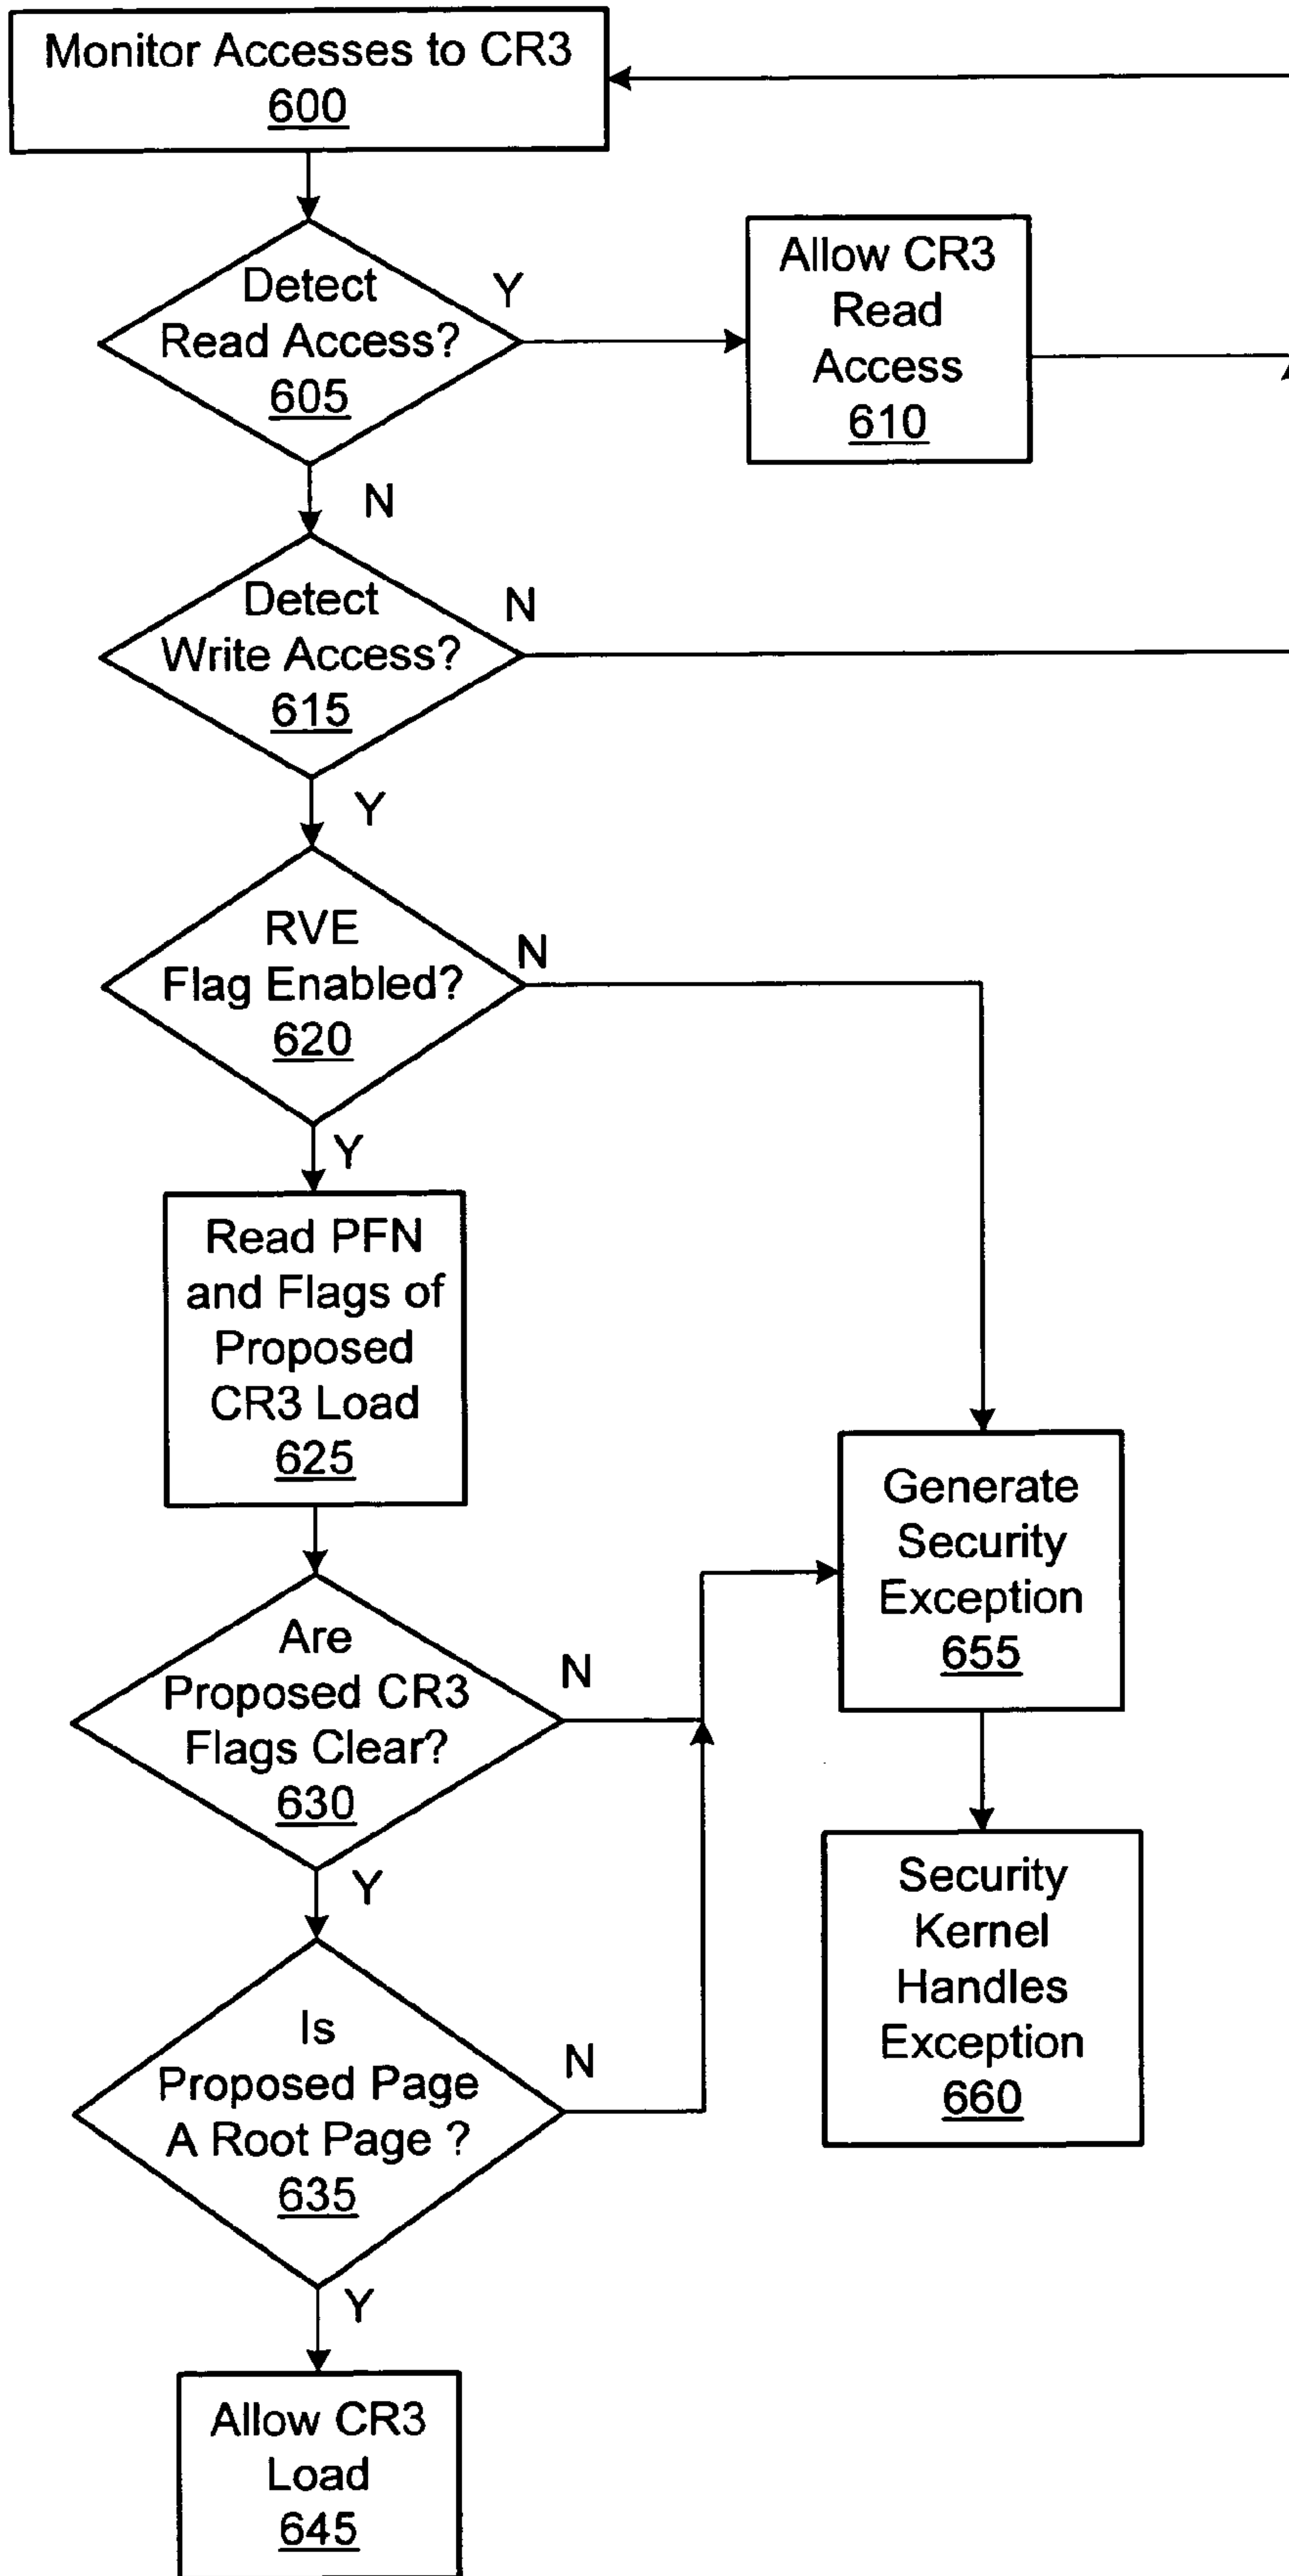 Monitor Accesses to CR3
600
Detect
Read Access?
605
Y
Allow CR3
Read
Access
610
N
Detect
Write Access?
615
N
Y
RVE
Flag Enabled?
620
N
Y
Read PFN
and Flags of
Proposed
CR3 Load
625
Generate
Security
Exception
655
Are
Proposed CR3
Flags Clear?
630
N
Y
Security
Kernel
Handles
Exception
660
Is
Proposed Page
A Root Page ?
635
N
Y
Allow CR3
Load
645